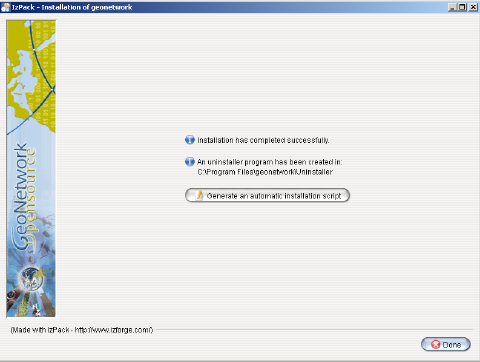 IzPack - Installation of geonetwork
GeoNetwork
opensource
Installation has completed successfully.
An uninstaller program has been created in:
C:\Program Files\geonetwork\Uninstaller
Generate an automatic installation script
(Made with IzPack - http://www.izforge.com/)
Done